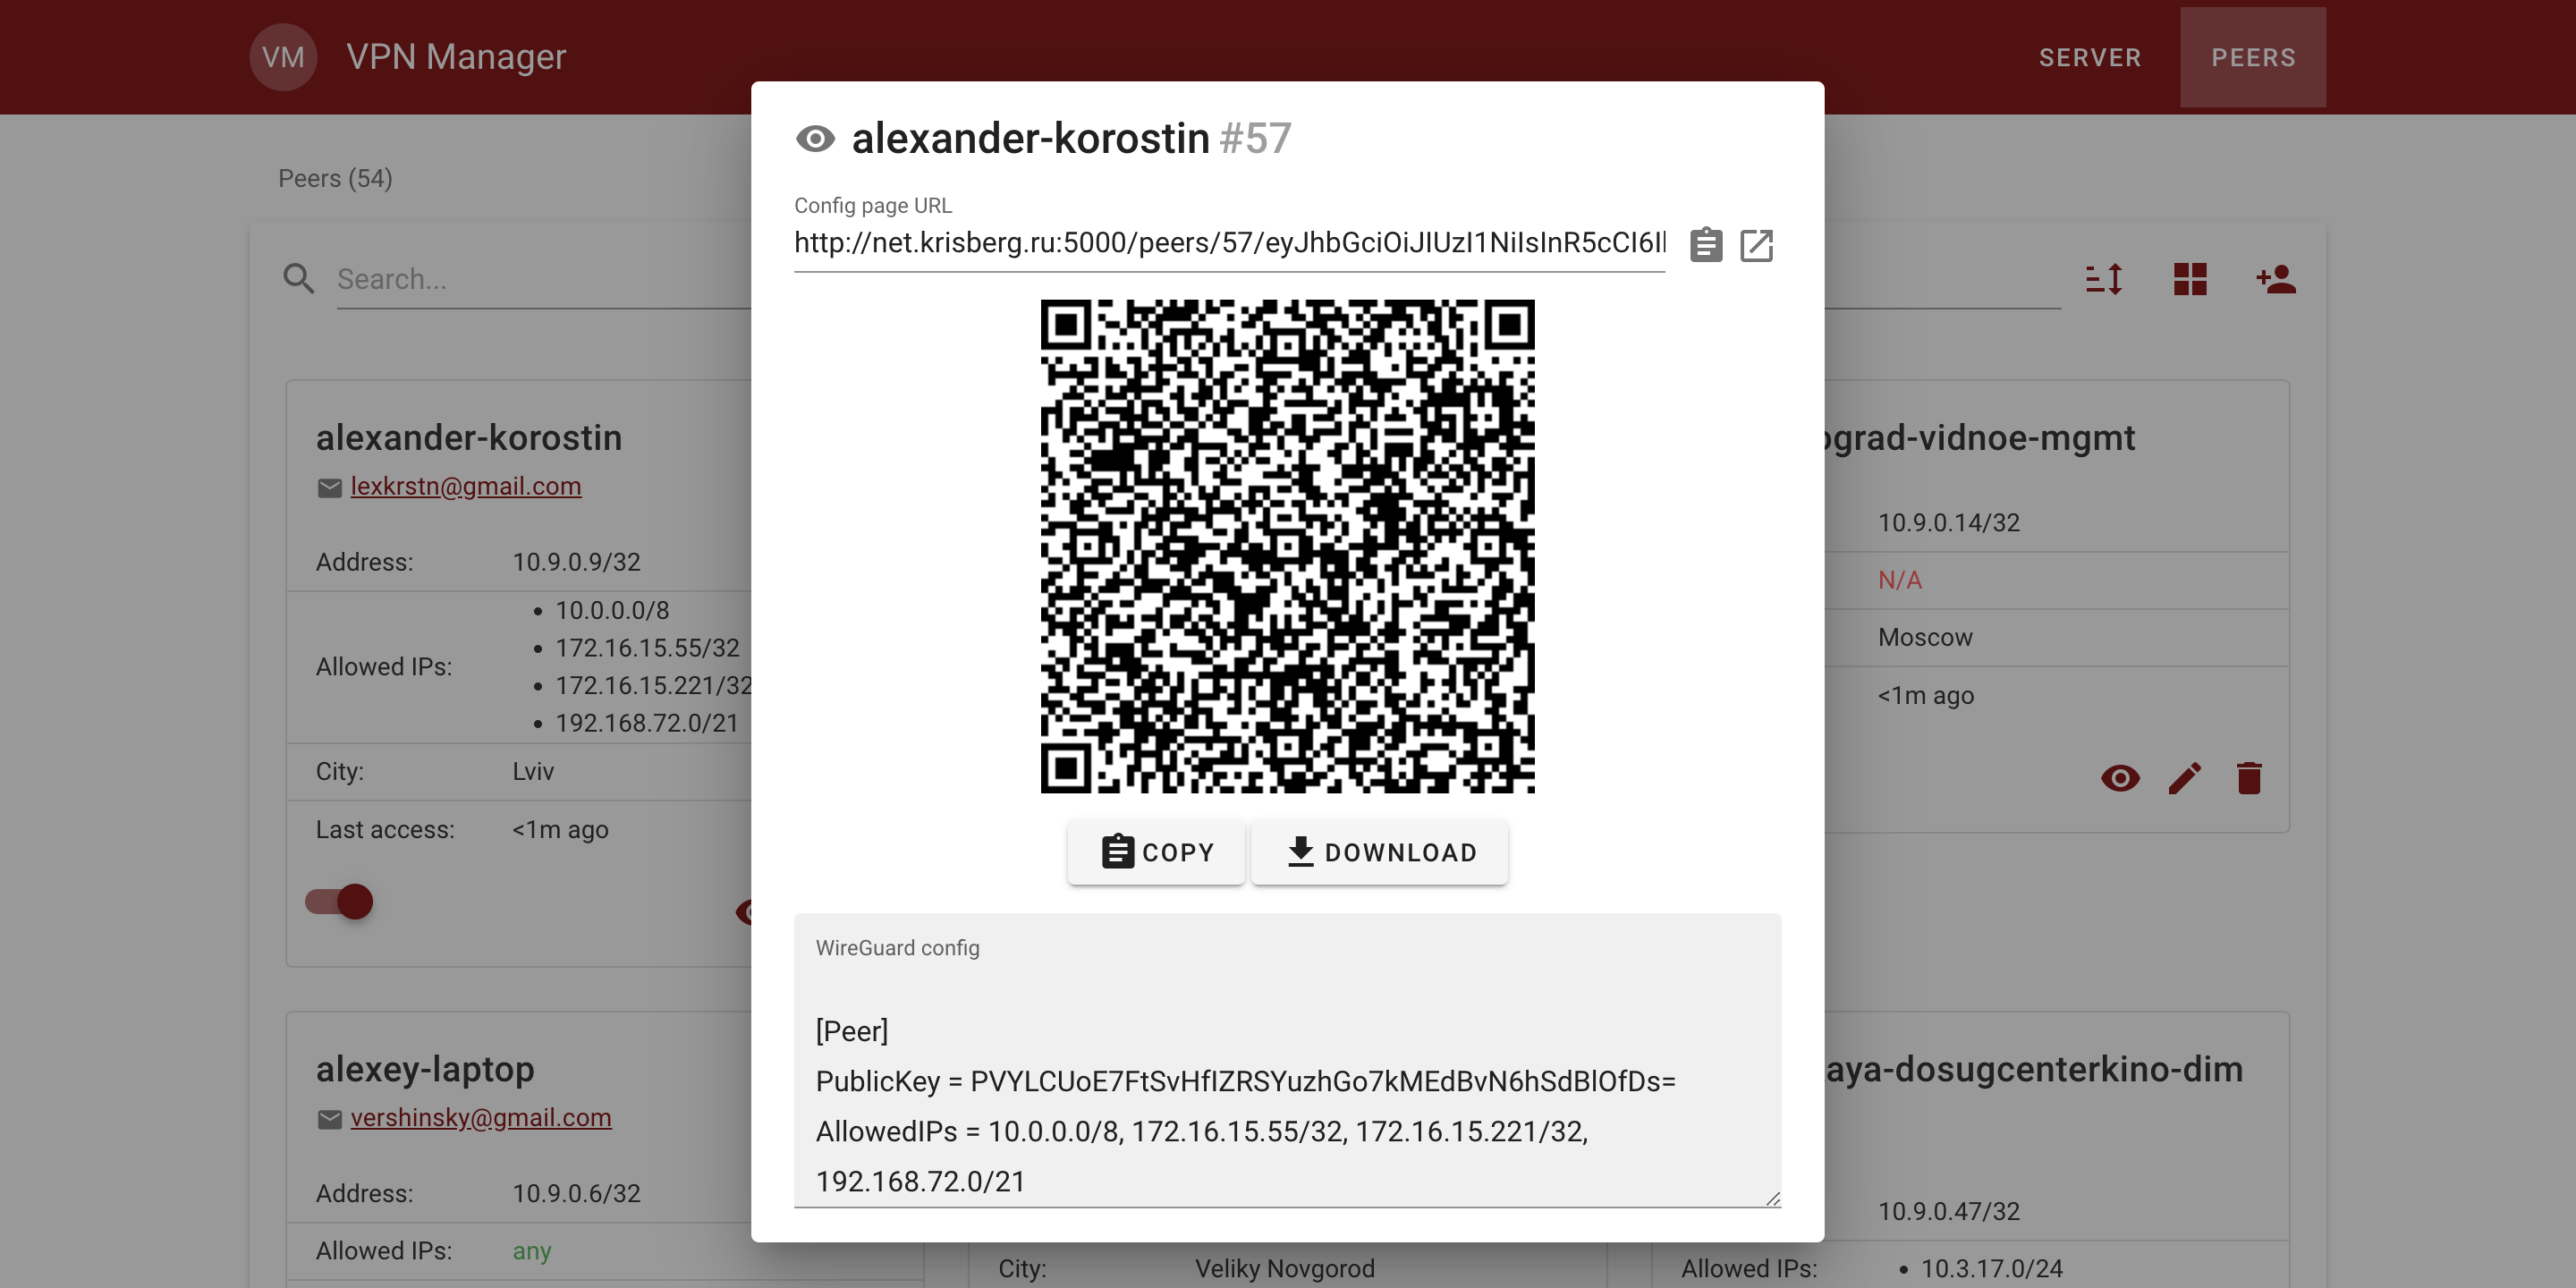 VM VPN Manager SERVER PEERS
Peers (54)
Search...
alexander-korostin
lexkrstn@gmail.com
Address: 10.9.0.9/32
Allowed IPs:
• 10.0.0.0/8
• 172.16.15.55/32
• 172.16.15.221/32
• 192.168.72.0/21
City: Lviv
Last access: <1m ago
alexey-laptop
vershinsky@gmail.com
Address: 10.9.0.6/32
Allowed IPs: any
alexander-korostin #57
Config page URL
http://net.krisberg.ru:5000/peers/57/eyJhbGciOiJIUzI1NiIsInR5cCI6Il
COPY DOWNLOAD
WireGuard config
[Peer]
PublicKey = PVYLCUoE7FtSvHfIZRSYuzhGo7kMEdBvN6hSdBlOfDs=
AllowedIPs = 10.0.0.0/8, 172.16.15.55/32, 172.16.15.221/32,
192.168.72.0/21
City: Veliky Novgorod
ograd-vidnoe-mgmt
10.9.0.14/32
N/A
Moscow
<1m ago
aya-dosugcenterkino-dim
10.9.0.47/32
Allowed IPs: • 10.3.17.0/24